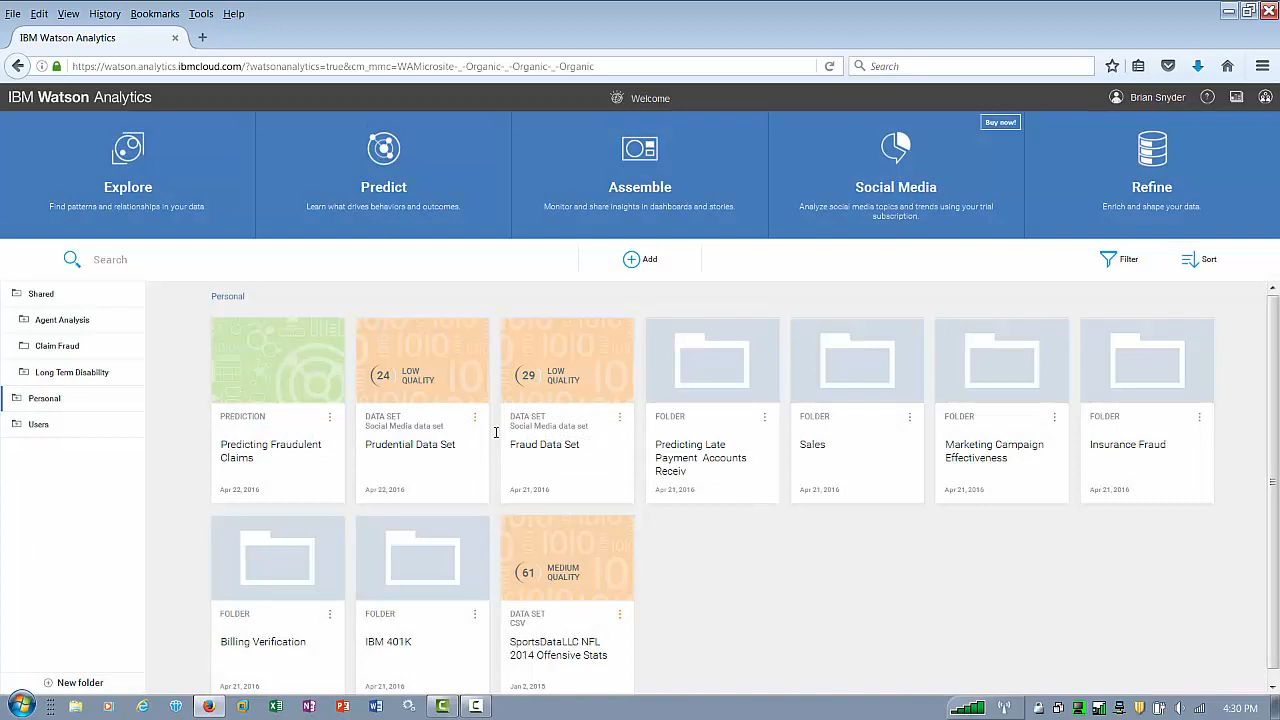 File Edit View History Bookmarks Tools Help
IBM Watson Analytics
https://watson.analytics.ibmcloud.com/?watsonanalytics=true&cm_mmc=WAMicrosite-_-Organic-_-Organic-_-Organic
Search
IBM Watson Analytics
Welcome
Brian Snyder
Buy now!
Explore
Find patterns and relationships in your data.
Predict
Learn what drives behaviors and outcomes.
Assemble
Monitor and share insights in dashboards and stories.
Social Media
Analyze social media topics and trends using your trial
subscription.
Refine
Enrich and shape your data.
Search
Add
Filter
Sort
Shared
Agent Analysis
Claim Fraud
Long Term Disability
Personal
Users
New folder
Personal
PREDICTION
Predicting Fraudulent
Claims
Apr 22, 2016
24 LOW
QUALITY
DATA SET
Social Media data set
Prudential Data Set
Apr 22, 2016
29 LOW
QUALITY
DATA SET
Social Media data set
Fraud Data Set
Apr 21, 2016
FOLDER
Predicting Late
Payment Accounts
Receiv
Apr 21, 2016
FOLDER
Sales
Apr 21, 2016
FOLDER
Marketing Campaign
Effectiveness
Apr 21, 2016
FOLDER
Insurance Fraud
Apr 21, 2016
FOLDER
Billing Verification
Apr 21, 2016
FOLDER
IBM 401K
Apr 21, 2016
61 MEDIUM
QUALITY
DATA SET
CSV
SportsDataLLC NFL
2014 Offensive Stats
Jan 2, 2015
4:30 PM